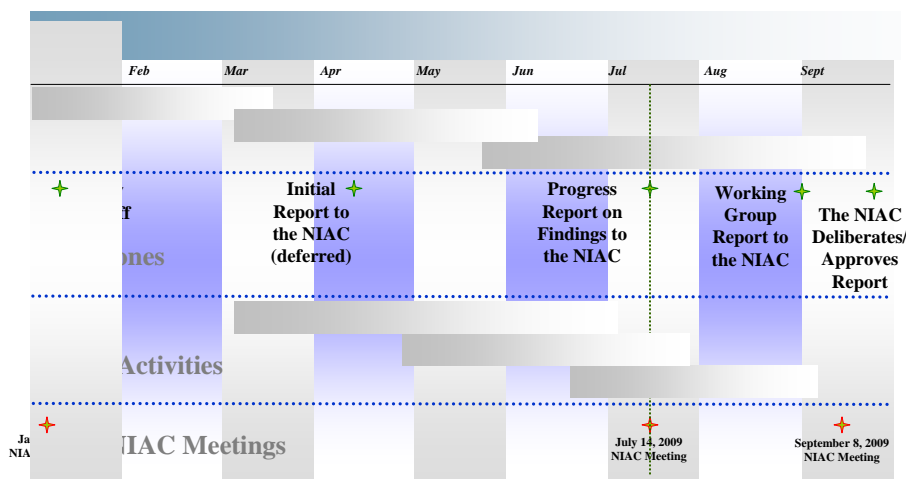 Feb Mar Apr May Jun Jul Aug Sept
Initial
Report to
the NIAC
(deferred)
Progress
Report on
Findings to
the NIAC
Working
Group
Report to
the NIAC
The NIAC
Deliberates/
Approves
Report
Activities
NIAC Meetings
July 14, 2009
NIAC Meeting
September 8, 2009
NIAC Meeting